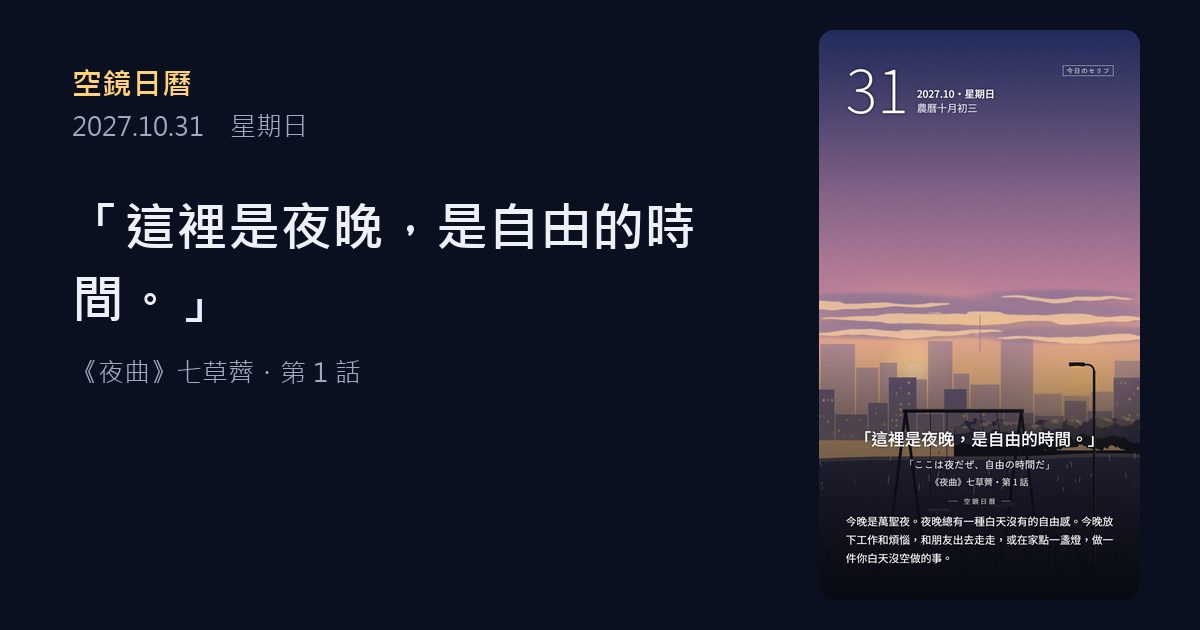 空鏡日曆
2027.10.31 星期日
「這裡是夜晚，是自由的時
間。」
《夜曲》七草薺·第 1 話
31
2027.10·星期日
農曆十月初三
今日のセリフ
「這裡是夜晚，是自由的時間。」
「ここは夜だぜ、自由の時間だ」
《夜曲》七草薺·第 1 話
— 空鏡日曆 —
今晚是萬聖夜。夜晚總有一種白天沒有的自由感。今晚放
下工作和煩惱，和朋友出去走走，或在家點一盞燈，做一
件你白天沒空做的事。